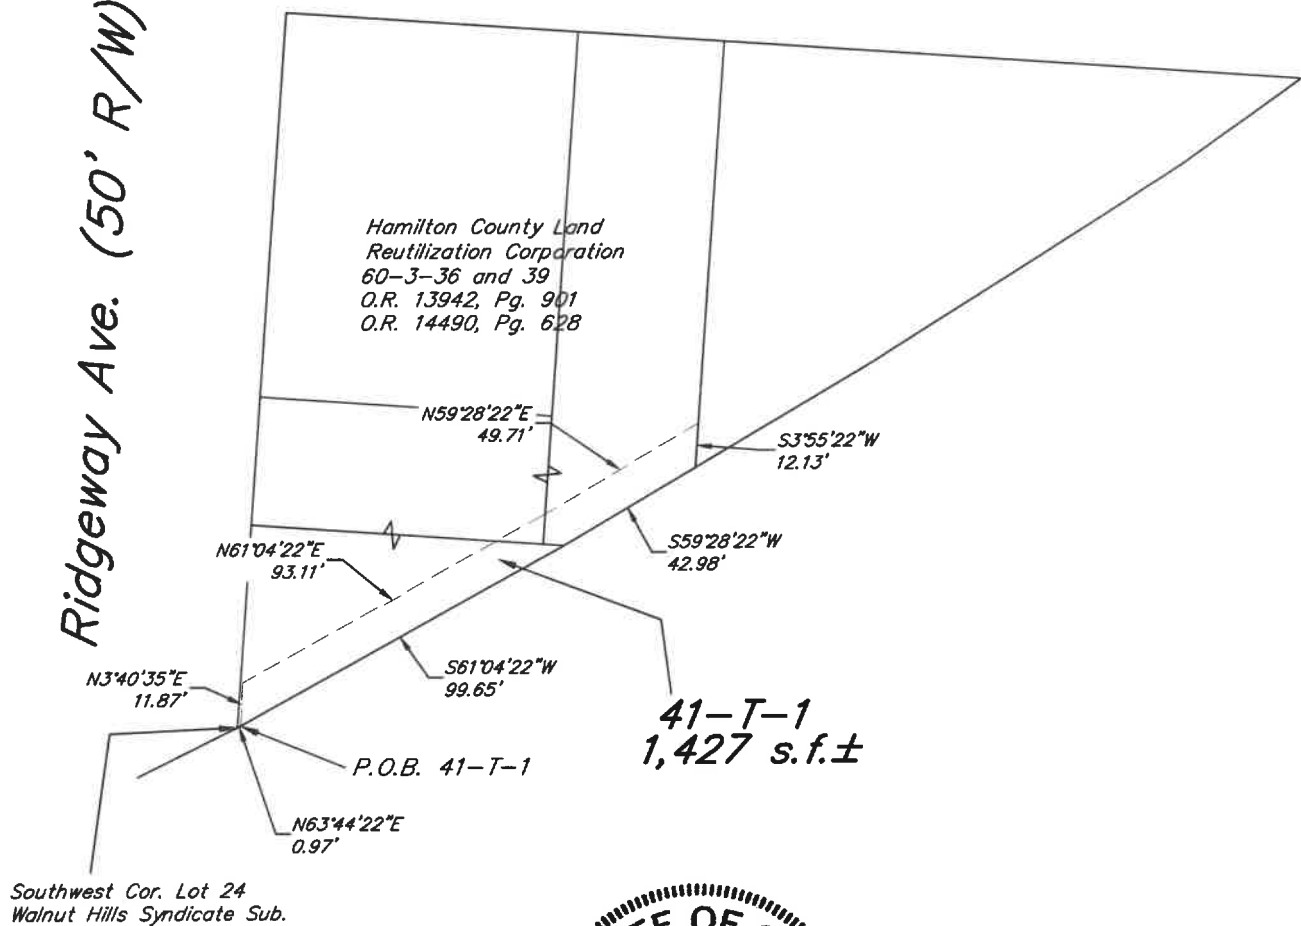 Ridgeway Ave. (50' R/W)
Hamilton County Land
Reutilization Corporation
60-3-36 and 39
O.R. 13942, Pg. 901
O.R. 14490, Pg. 628
N59°28'22"E
49.71'
S3°55'22"W
12.13'
N61°04'22"E
93.11'
S59°28'22"W
42.98'
N3°40'35"E
11.87'
S61°04'22"W
99.65'
41-T-1
1,427 s.f.±
P.O.B. 41-T-1
N63°44'22"E
0.97'
Southwest Cor. Lot 24
Walnut Hills Syndicate Sub.
OF